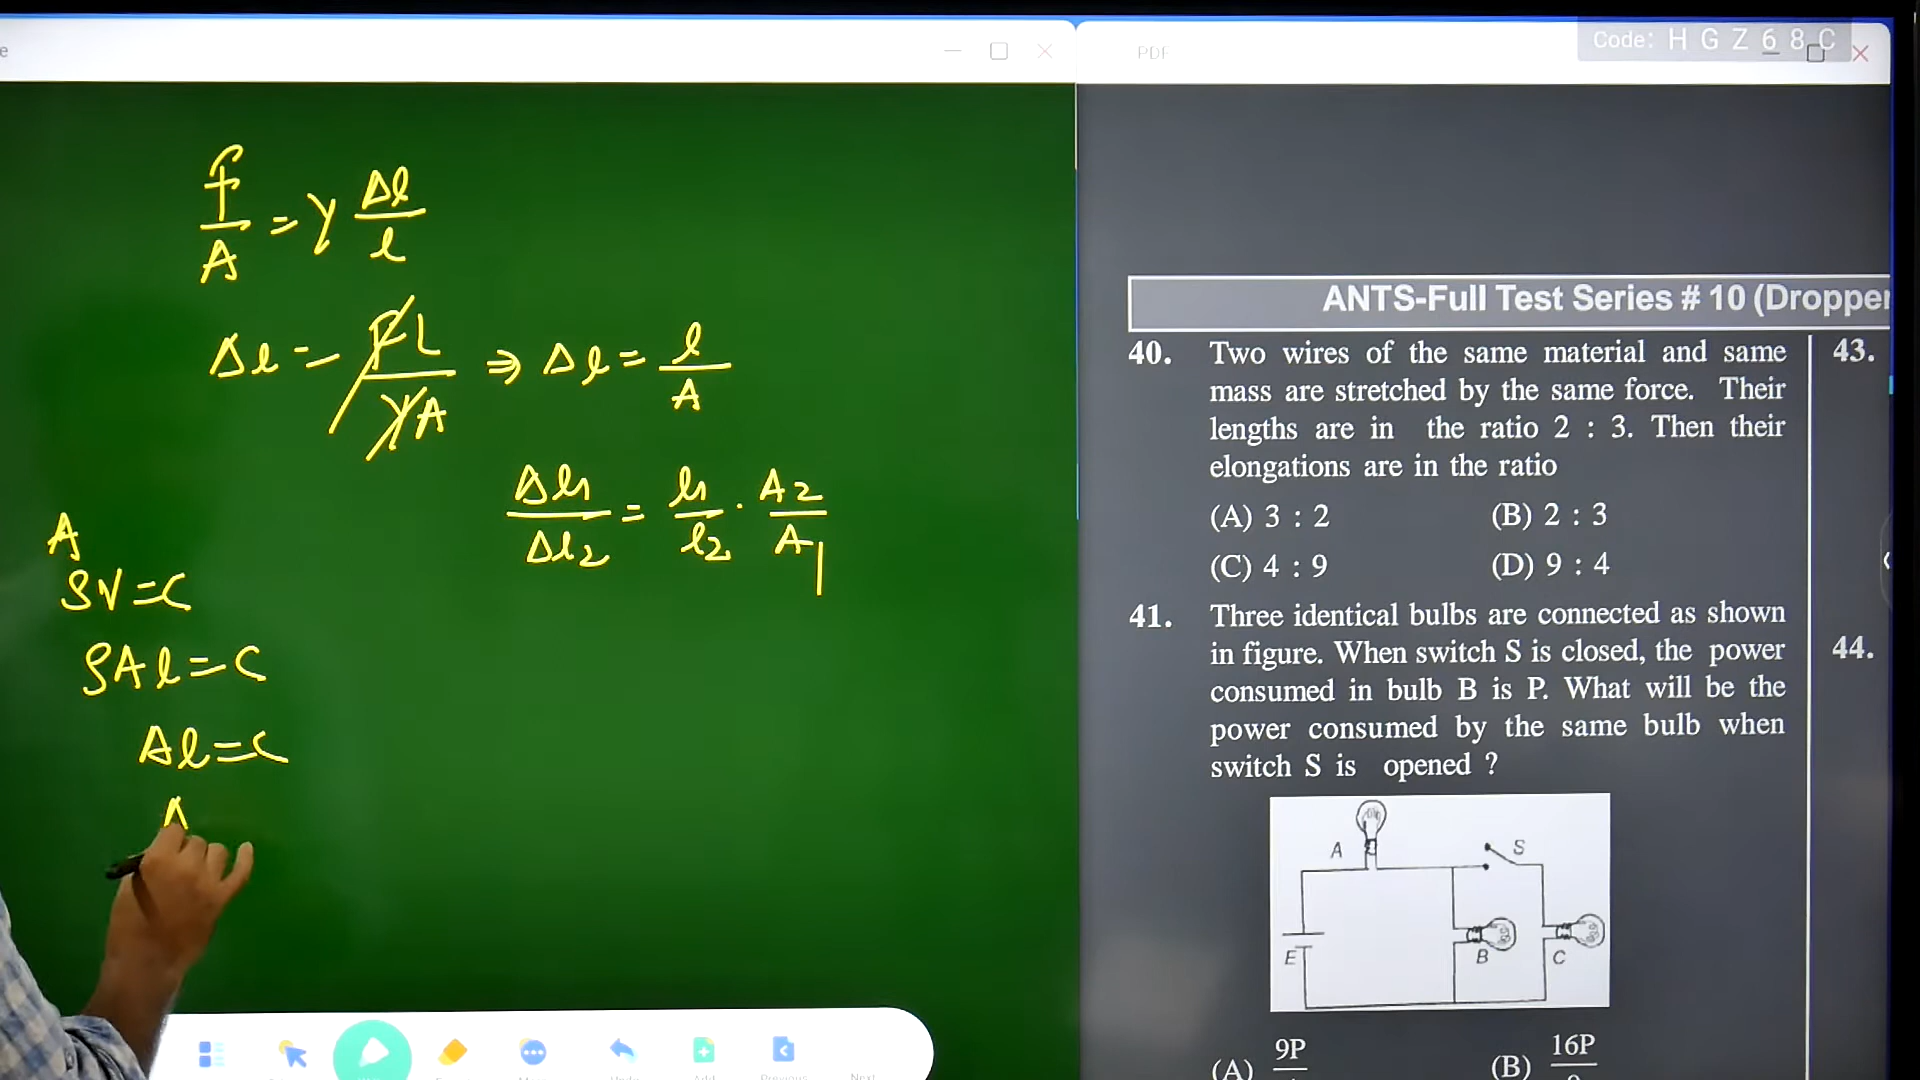 e
PDF
Code: H G Z 6 8 C
f/A = Y Δl/l
Δl = FL/YA ⇒ Δl = l/A
Δl1/Δl2 = l1/l2 . A2/A1
A
ρV=C
ρAl=C
Al=C
A
ANTS-Full Test Series # 10 (Dropper
40. Two wires of the same material and same
mass are stretched by the same force. Their
lengths are in the ratio 2 : 3. Then their
elongations are in the ratio
(A) 3 : 2 (B) 2 : 3
(C) 4 : 9 (D) 9 : 4
41. Three identical bulbs are connected as shown
in figure. When switch S is closed, the power
consumed in bulb B is P. What will be the
power consumed by the same bulb when
switch S is opened ?
A S
E B C
(A) 9P (B) 16P
43.
44.